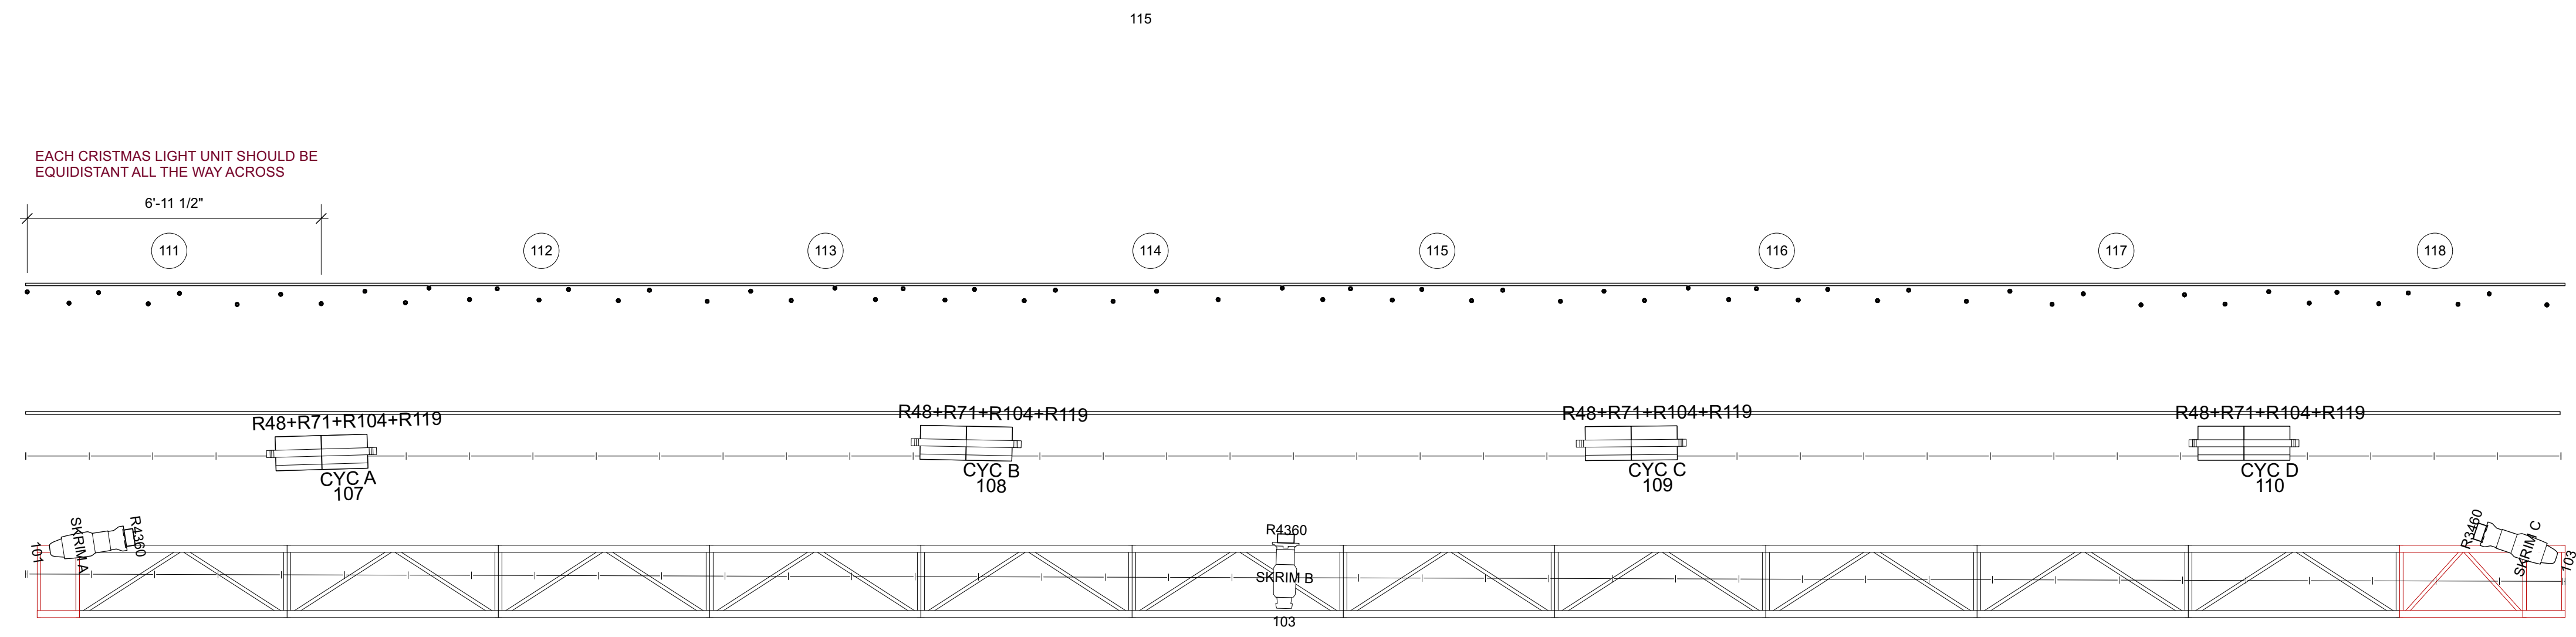 115
EACH CRISTMAS LIGHT UNIT SHOULD BE
EQUIDISTANT ALL THE WAY ACROSS
6'-11 1/2"
111
112
113
114
115
116
117
118
R48+R71+R104+R119
R48+R71+R104+R119
R48+R71+R104+R119
R48+R71+R104+R119
CYC A
107
CYC B
108
CYC C
109
CYC D
110
101
SKRIM A
R4360
R4360
SKRIM B
103
R3460
SKRIM C
103